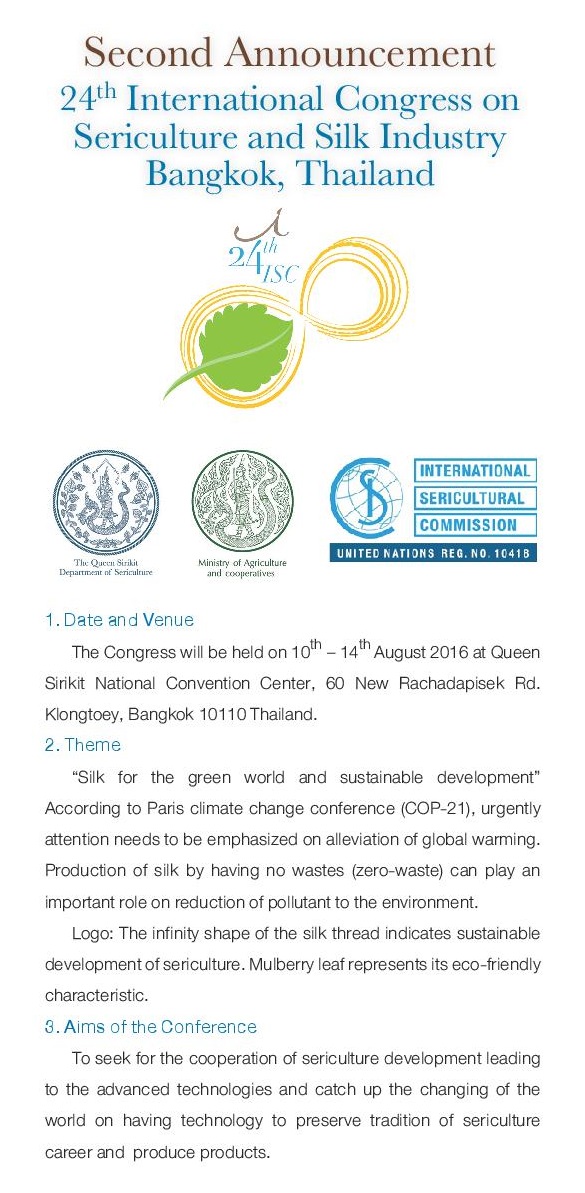 Second Announcement
24th International Congress on
Sericulture and Silk Industry
Bangkok, Thailand
24th
ISC
The Queen Sirikit
Department of Sericulture
Ministry of Agriculture
and cooperatives
INTERNATIONAL
SERICULTURAL
COMMISSION
UNITED NATIONS REG. NO. 10418
1. Date and Venue
The Congress will be held on 10th – 14th August 2016 at Queen
Sirikit National Convention Center, 60 New Rachadapisek Rd.
Klongtoey, Bangkok 10110 Thailand.
2. Theme
“Silk for the green world and sustainable development”
According to Paris climate change conference (COP-21), urgently
attention needs to be emphasized on alleviation of global warming.
Production of silk by having no wastes (zero-waste) can play an
important role on reduction of pollutant to the environment.
Logo: The infinity shape of the silk thread indicates sustainable
development of sericulture. Mulberry leaf represents its eco-friendly
characteristic.
3. Aims of the Conference
To seek for the cooperation of sericulture development leading
to the advanced technologies and catch up the changing of the
world on having technology to preserve tradition of sericulture
career and produce products.